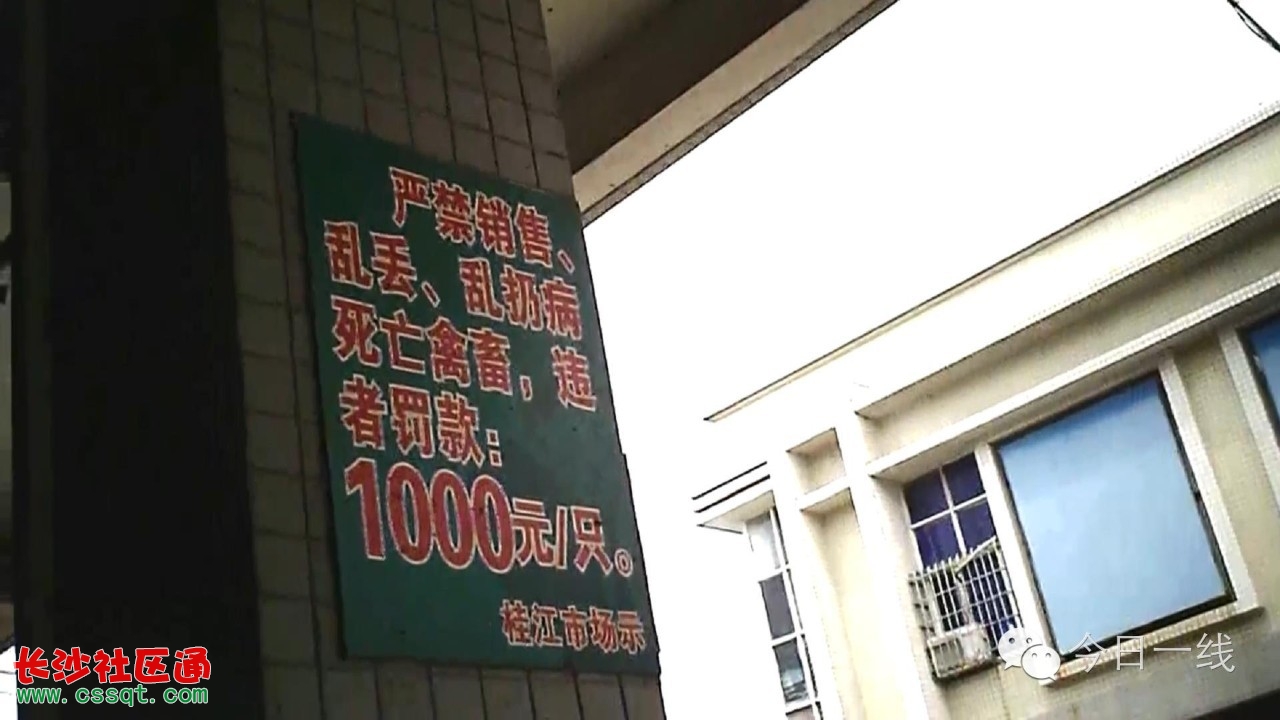 严禁销售、
乱丢、乱扔病
死亡禽畜，违
者罚款：
1000元/只。
桂江市场示
长沙社区通
www.cssqt.com
今日一线